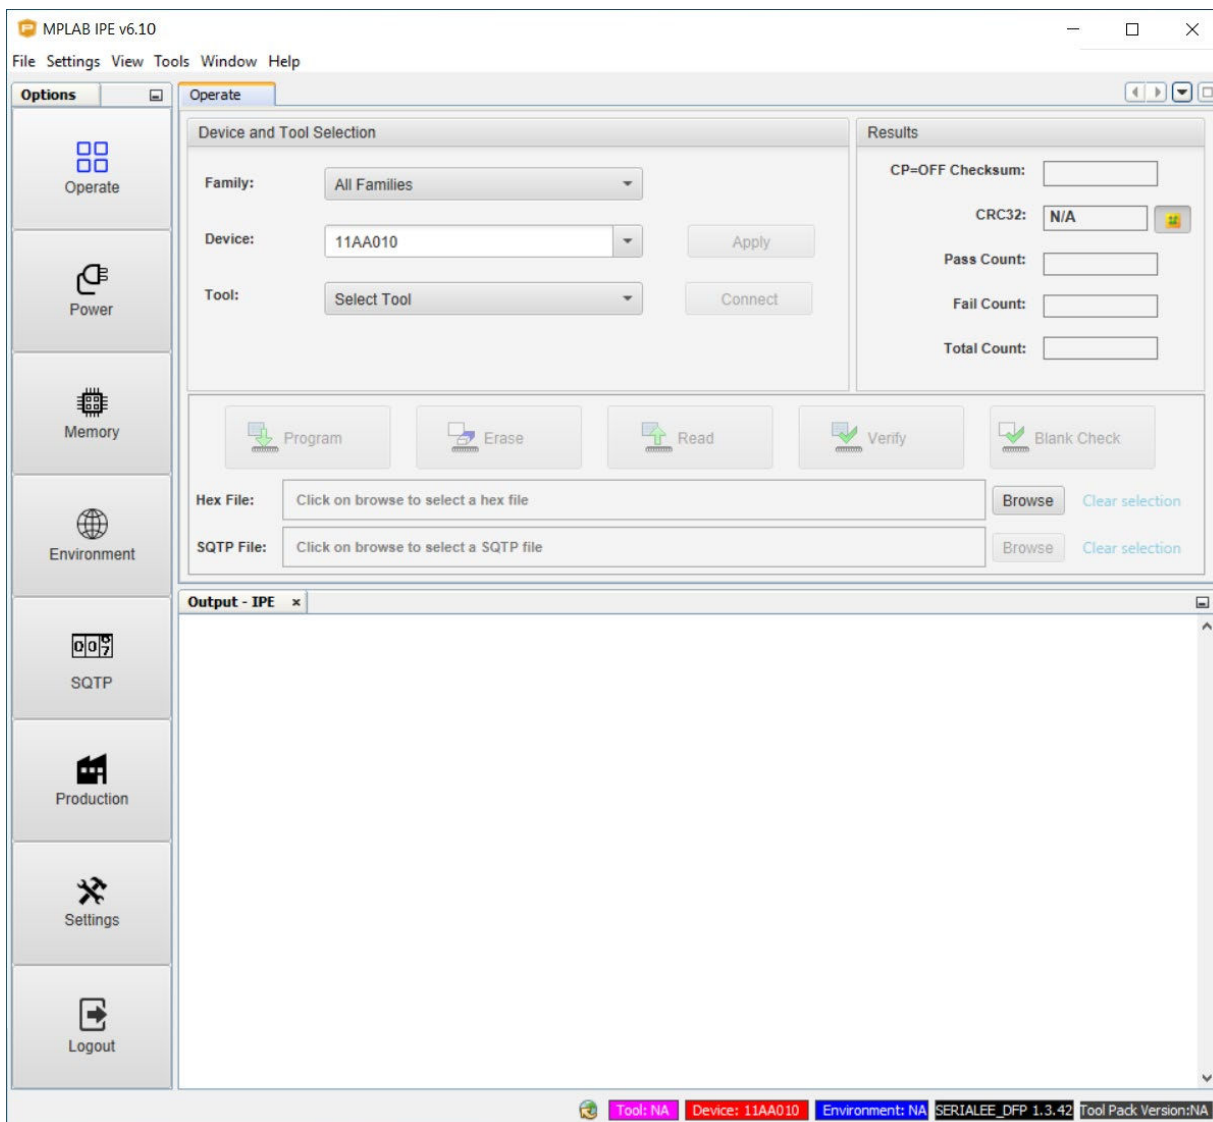 MPLAB IPE v6.10
File Settings View Tools Window Help
Options
Operate
Power
Memory
Environment
007
SQTP
Production
Settings
Logout
Operate
Device and Tool Selection
Family: All Families
Device: 11AA010 Apply
Tool: Select Tool Connect
Results
CP=OFF Checksum:
CRC32: N/A
Pass Count:
Fail Count:
Total Count:
Program Erase Read Verify Blank Check
Hex File: Click on browse to select a hex file Browse Clear selection
SQTP File: Click on browse to select a SQTP file Browse Clear selection
Output - IPE
Tool: NA Device: 11AA010 Environment: NA SERIALEE_DFP 1.3.42 Tool Pack Version:NA